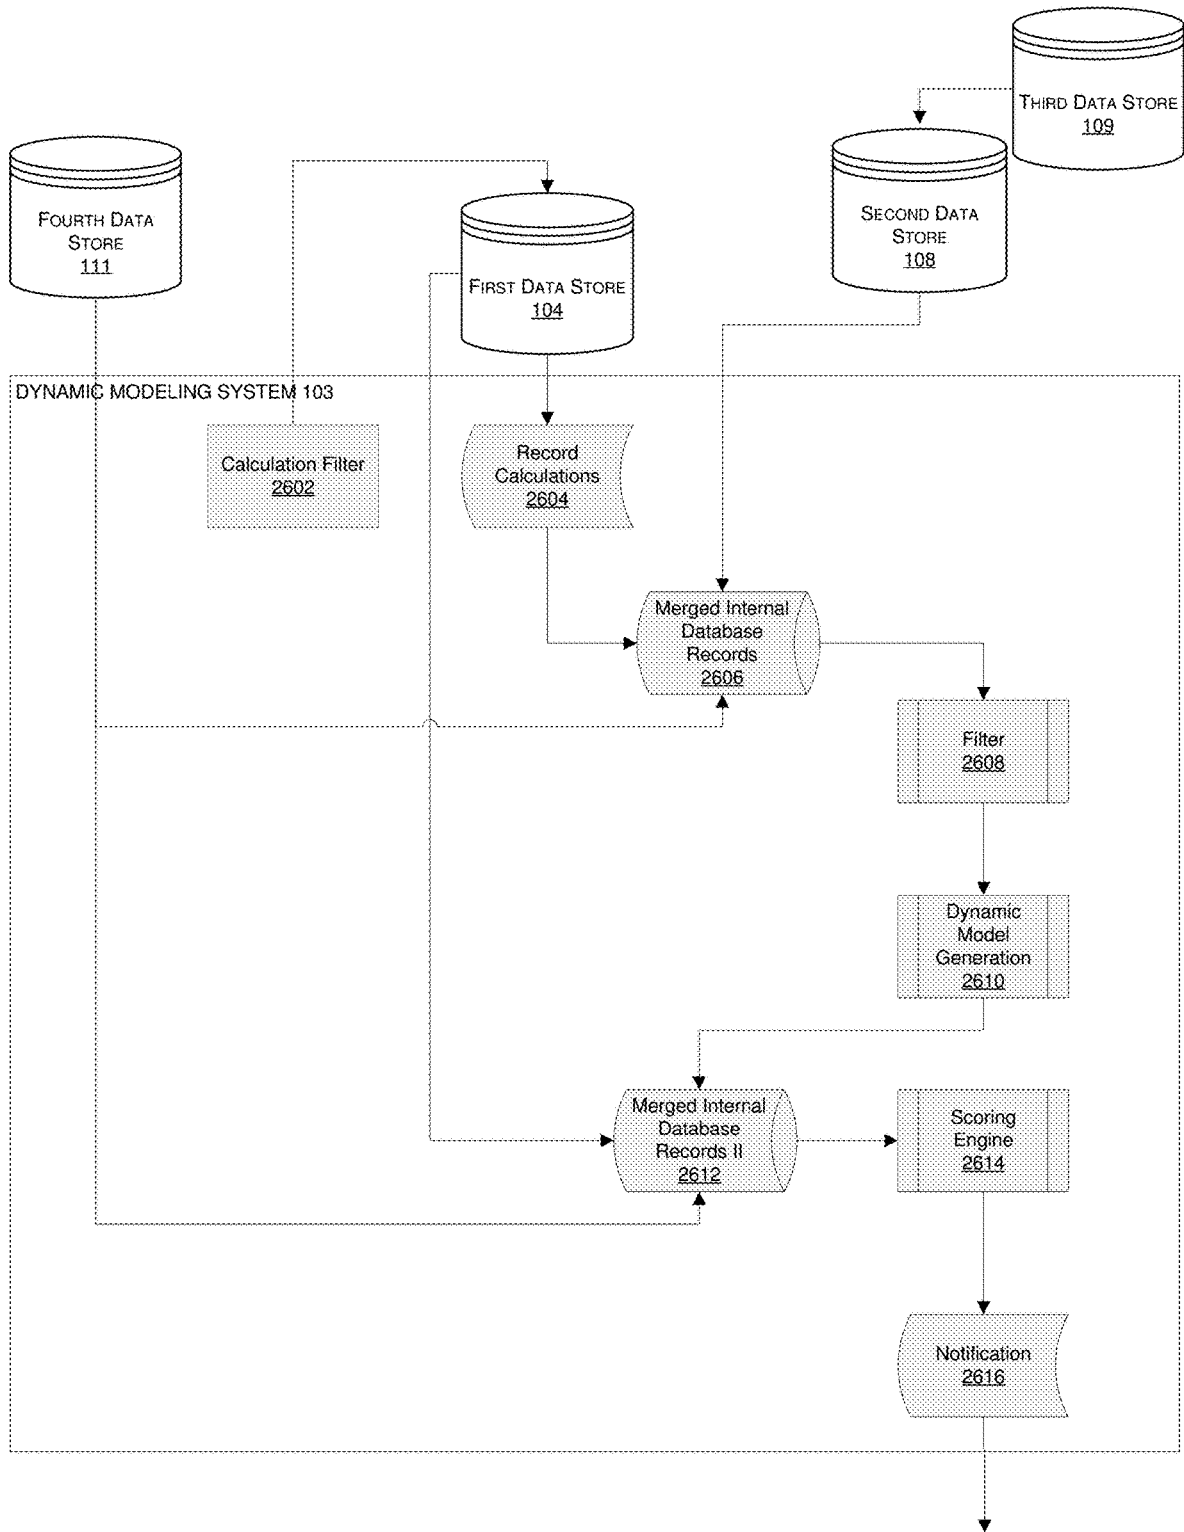 THIRD DATA STORE
109
FOURTH DATA
STORE
111
SECOND DATA
STORE
108
FIRST DATA STORE
104
DYNAMIC MODELING SYSTEM 103
Calculation Filter
2602
Record
Calculations
2604
Merged Internal
Database
Records
2606
Filter
2608
Dynamic
Model
Generation
2610
Merged Internal
Database
Records II
2612
Scoring
Engine
2614
Notification
2616